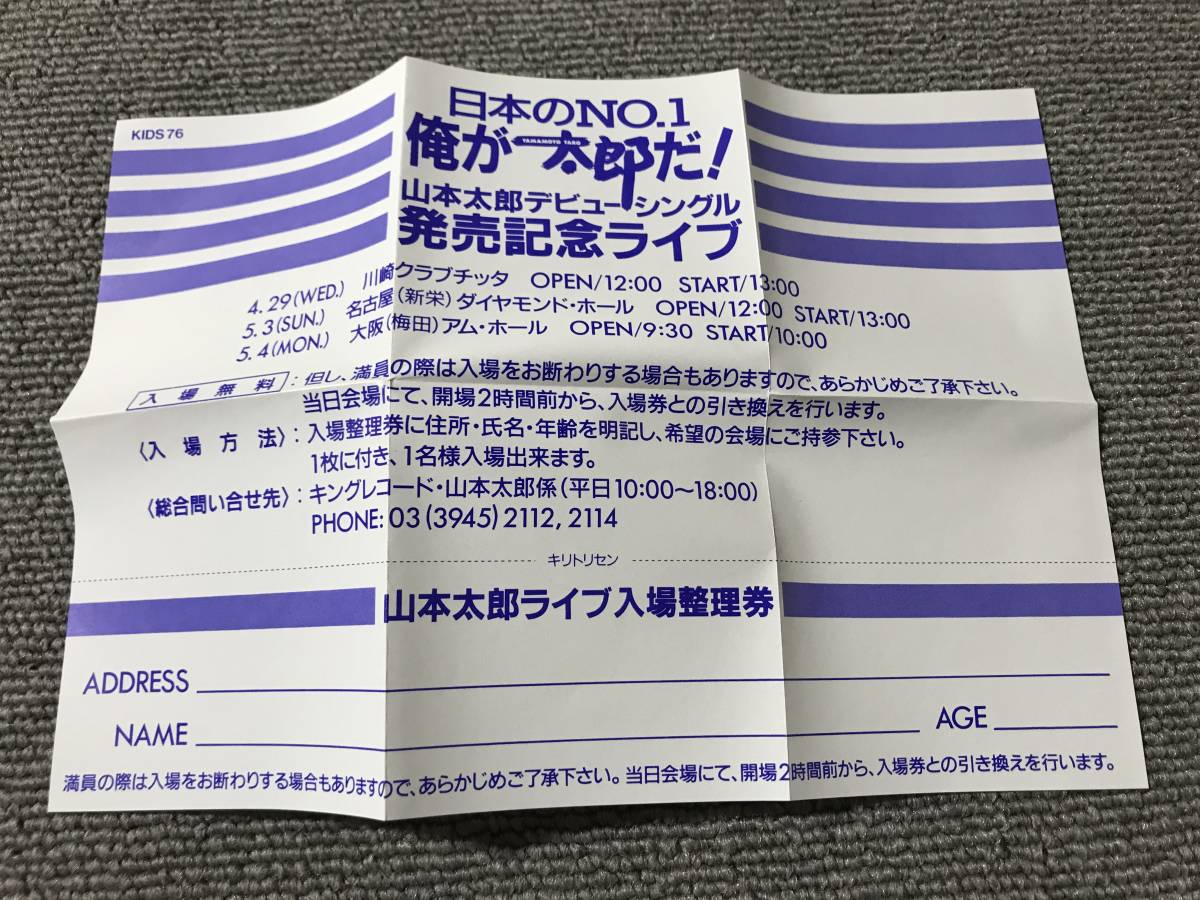 KIDS 76
日本のNO.1
俺が太郎だ!
YAMAMOTO TARO
山本太郎デビューシングル
発売記念ライブ
4.29(WED.) 川崎クラブチッタ OPEN/12:00 START/13:00
5.3(SUN.) 名古屋(新栄)ダイヤモンド・ホール OPEN/12:00 START/13:00
5.4(MON.) 大阪(梅田)アム・ホール OPEN/9:30 START/10:00
入場無料:但し、満員の際は入場をお断わりする場合もありますので、あらかじめご了承下さい。
当日会場にて、開場2時間前から、入場券との引き換えを行います。
〈入場方法〉:入場整理券に住所・氏名・年齢を明記し、希望の会場にご持参下さい。
1枚に付き、1名様入場出来ます。
〈総合問い合せ先〉:キングレコード・山本太郎係(平日10:00〜18:00)
PHONE: 03(3945)2112, 2114
キリトリセン
山本太郎ライブ入場整理券
ADDRESS
NAME AGE
満員の際は入場をお断わりする場合もありますので、あらかじめご了承下さい。当日会場にて、開場2時間前から、入場券との引き換えを行います。